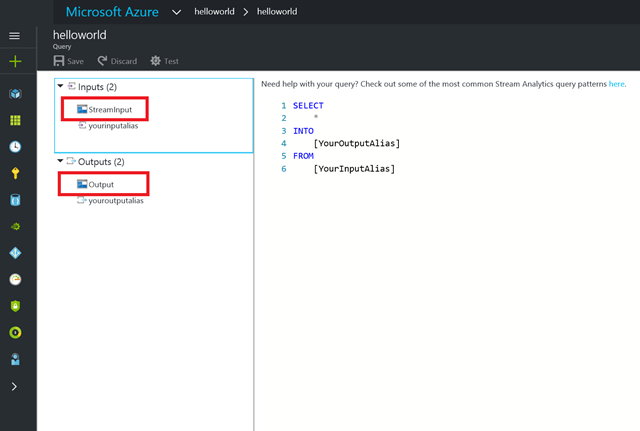 Microsoft Azure helloworld helloworld
helloworld
Query
Save Discard Test
Inputs (2)
StreamInput
yourinputalias
Outputs (2)
Output
youroutputalias
Need help with your query? Check out some of the most common Stream Analytics query patterns here.
1 SELECT
2 *
3 INTO
4 [YourOutputAlias]
5 FROM
6 [YourInputAlias]